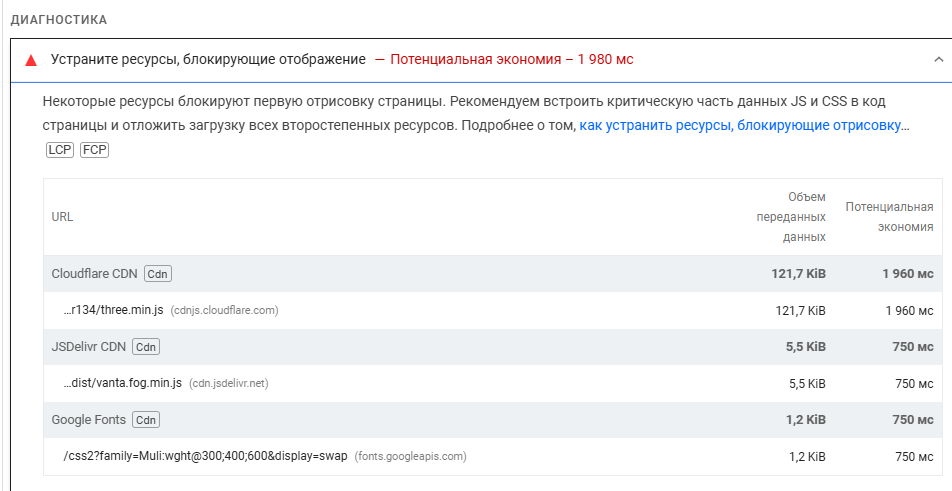 ДИАГНОСТИКА
Устраните ресурсы, блокирующие отображение — Потенциальная экономия – 1 980 мс
Некоторые ресурсы блокируют первую отрисовку страницы. Рекомендуем встроить критическую часть данных JS и CSS в код
страницы и отложить загрузку всех второстепенных ресурсов. Подробнее о том, как устранить ресурсы, блокирующие отрисовку…
LCP FCP
URL Объем переданных данных Потенциальная экономия
Cloudflare CDN Cdn 121,7 KiB 1 960 мс
…r134/three.min.js (cdnjs.cloudflare.com) 121,7 KiB 1 960 мс
JSDelivr CDN Cdn 5,5 KiB 750 мс
…dist/vanta.fog.min.js (cdn.jsdelivr.net) 5,5 KiB 750 мс
Google Fonts Cdn 1,2 KiB 750 мс
/css2?family=Muli:wght@300;400;600&display=swap (fonts.googleapis.com) 1,2 KiB 750 мс